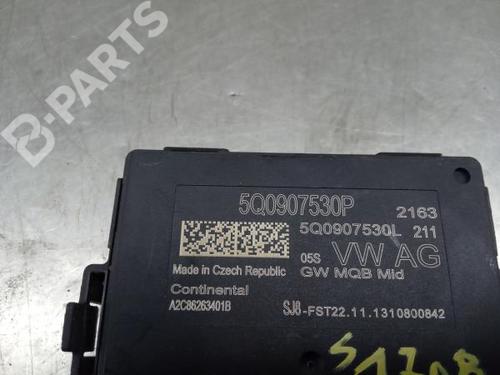 B-PARTS
5Q0907530P 2163
5Q0907530L 211
05S VW AG
Made in Czech Republic GW MQB Mid
Continental
A2C86263401B SJ8-FST22.11.1310800842